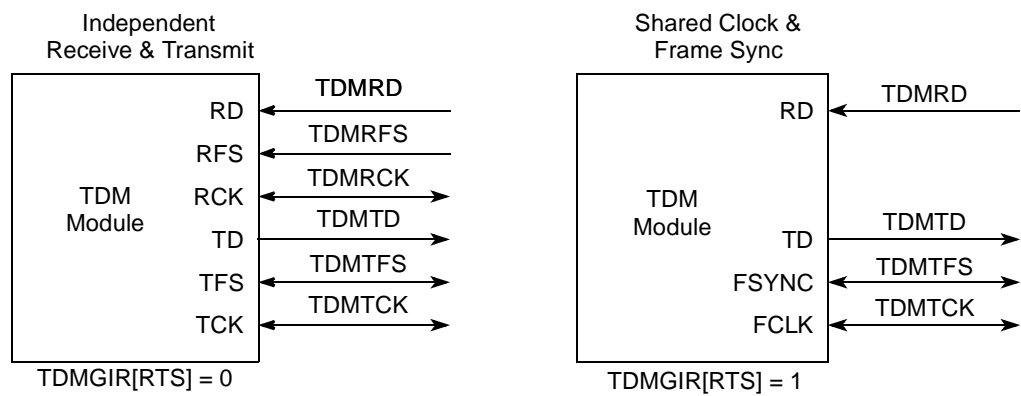 Independent
Receive & Transmit
TDM
Module
RD
TDMRD
RFS
TDMRFS
RCK
TDMRCK
TD
TDMTD
TFS
TDMTFS
TCK
TDMTCK
TDMGIR[RTS] = 0
Shared Clock &
Frame Sync
TDM
Module
RD
TDMRD
TD
TDMTD
FSYNC
TDMTFS
FCLK
TDMTCK
TDMGIR[RTS] = 1